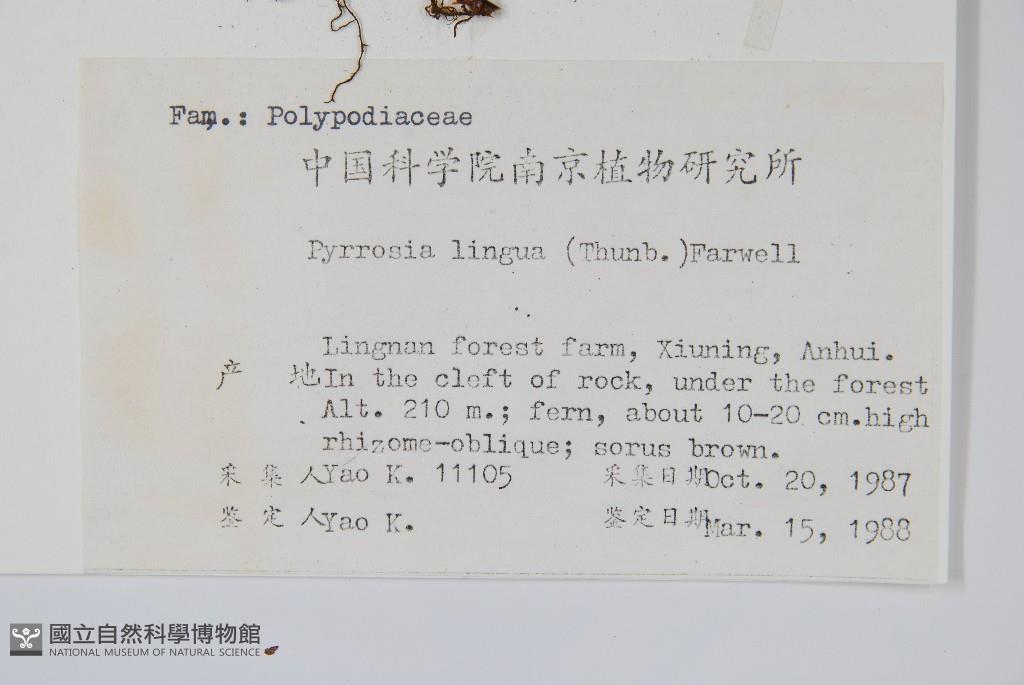 Fam.: Polypodiaceae
中国科学院南京植物研究所
Pyrrosia lingua (Thunb.)Farwell
Lingnan forest farm, Xiuning, Anhui.
产 地In the cleft of rock, under the forest
Alt. 210 m.; fern, about 10-20 cm.high
rhizome-oblique; sorus brown.
采 集 人Yao K. 11105 采集日期Oct. 20, 1987
鉴 定 人Yao K. 鉴定日期Mar. 15, 1988
國立自然科學博物館
NATIONAL MUSEUM OF NATURAL SCIENCE